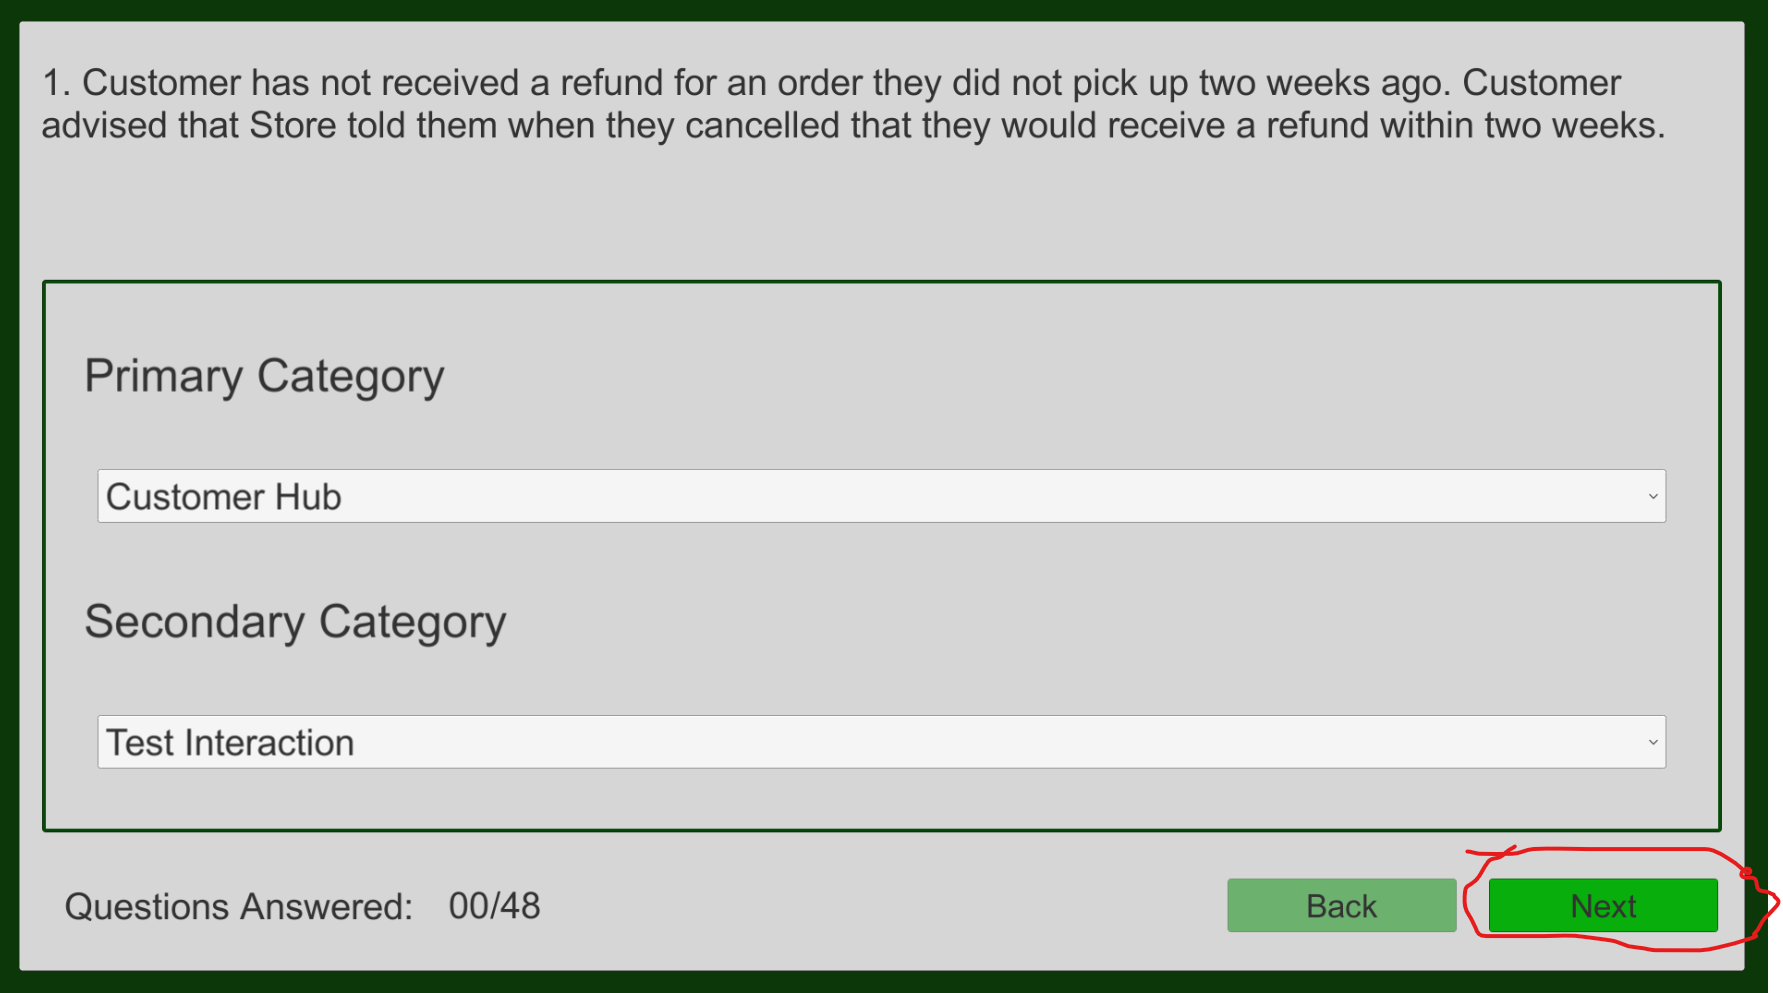 1. Customer has not received a refund for an order they did not pick up two weeks ago. Customer
advised that Store told them when they cancelled that they would receive a refund within two weeks.
Primary Category
Customer Hub
Secondary Category
Test Interaction
Questions Answered: 00/48
Back
Next